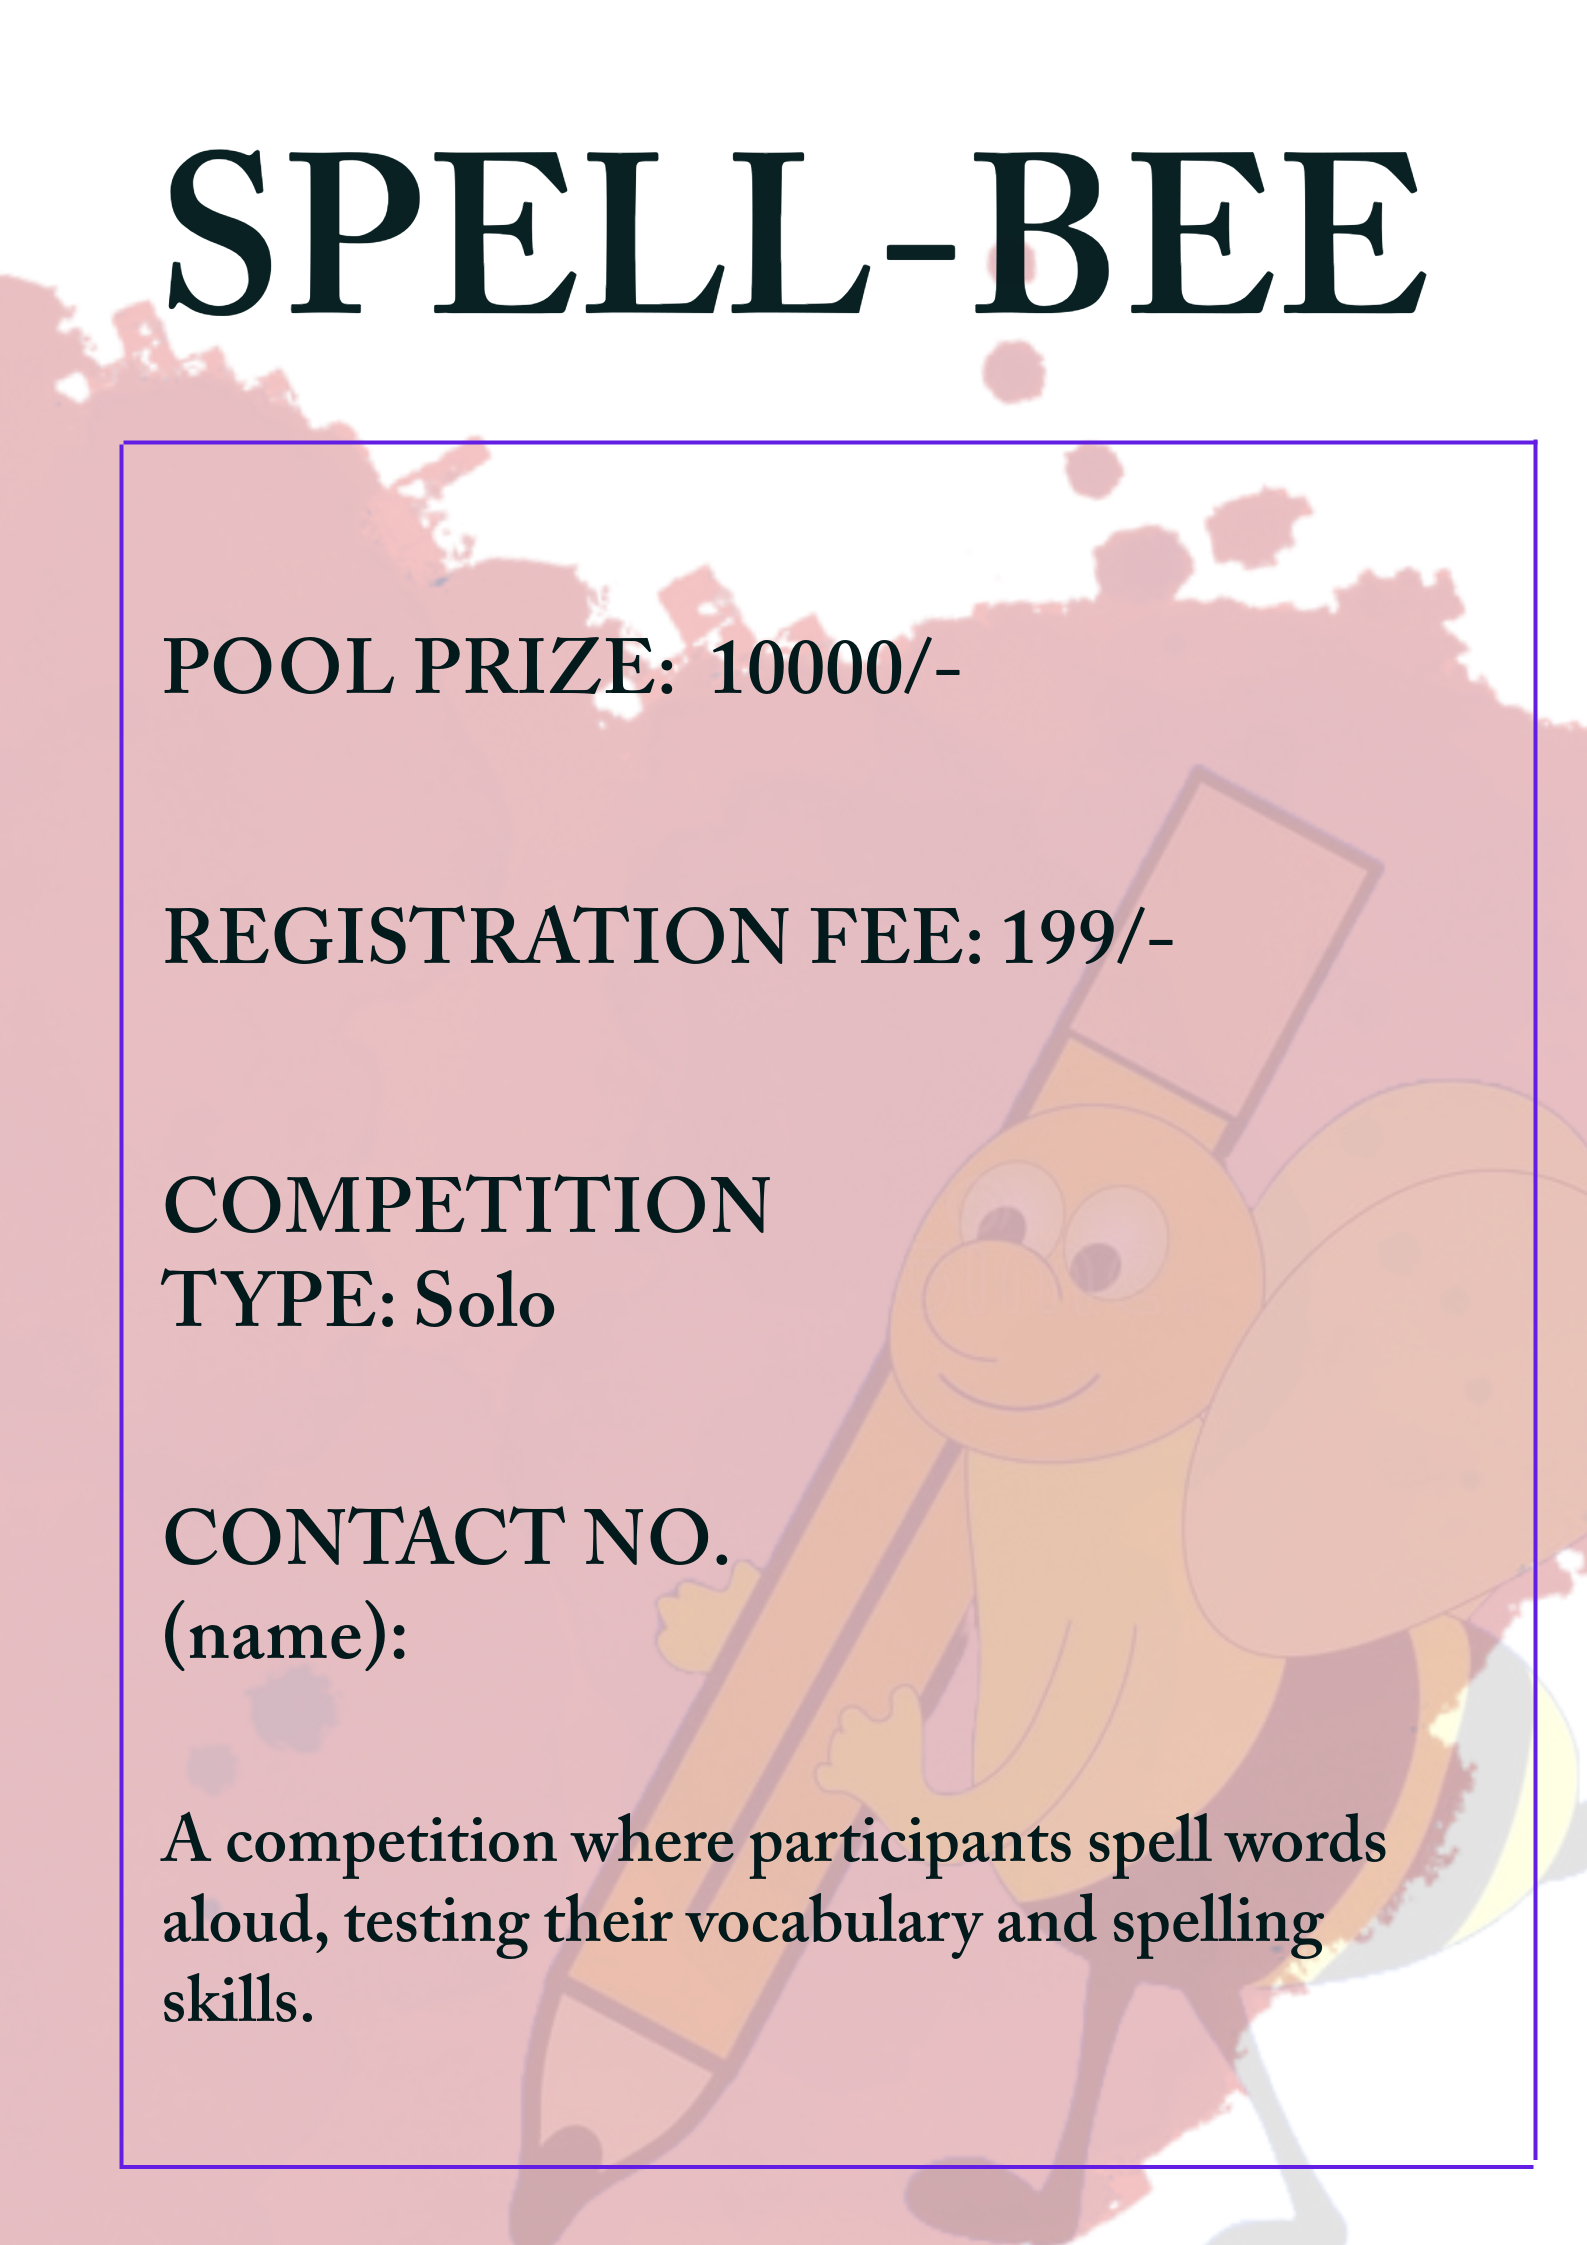 SPELL-BEE
POOL PRIZE: 10000/-
REGISTRATION FEE: 199/-
COMPETITION
TYPE: Solo
CONTACT NO.
(name):
A competition where participants spell words
aloud, testing their vocabulary and spelling
skills.